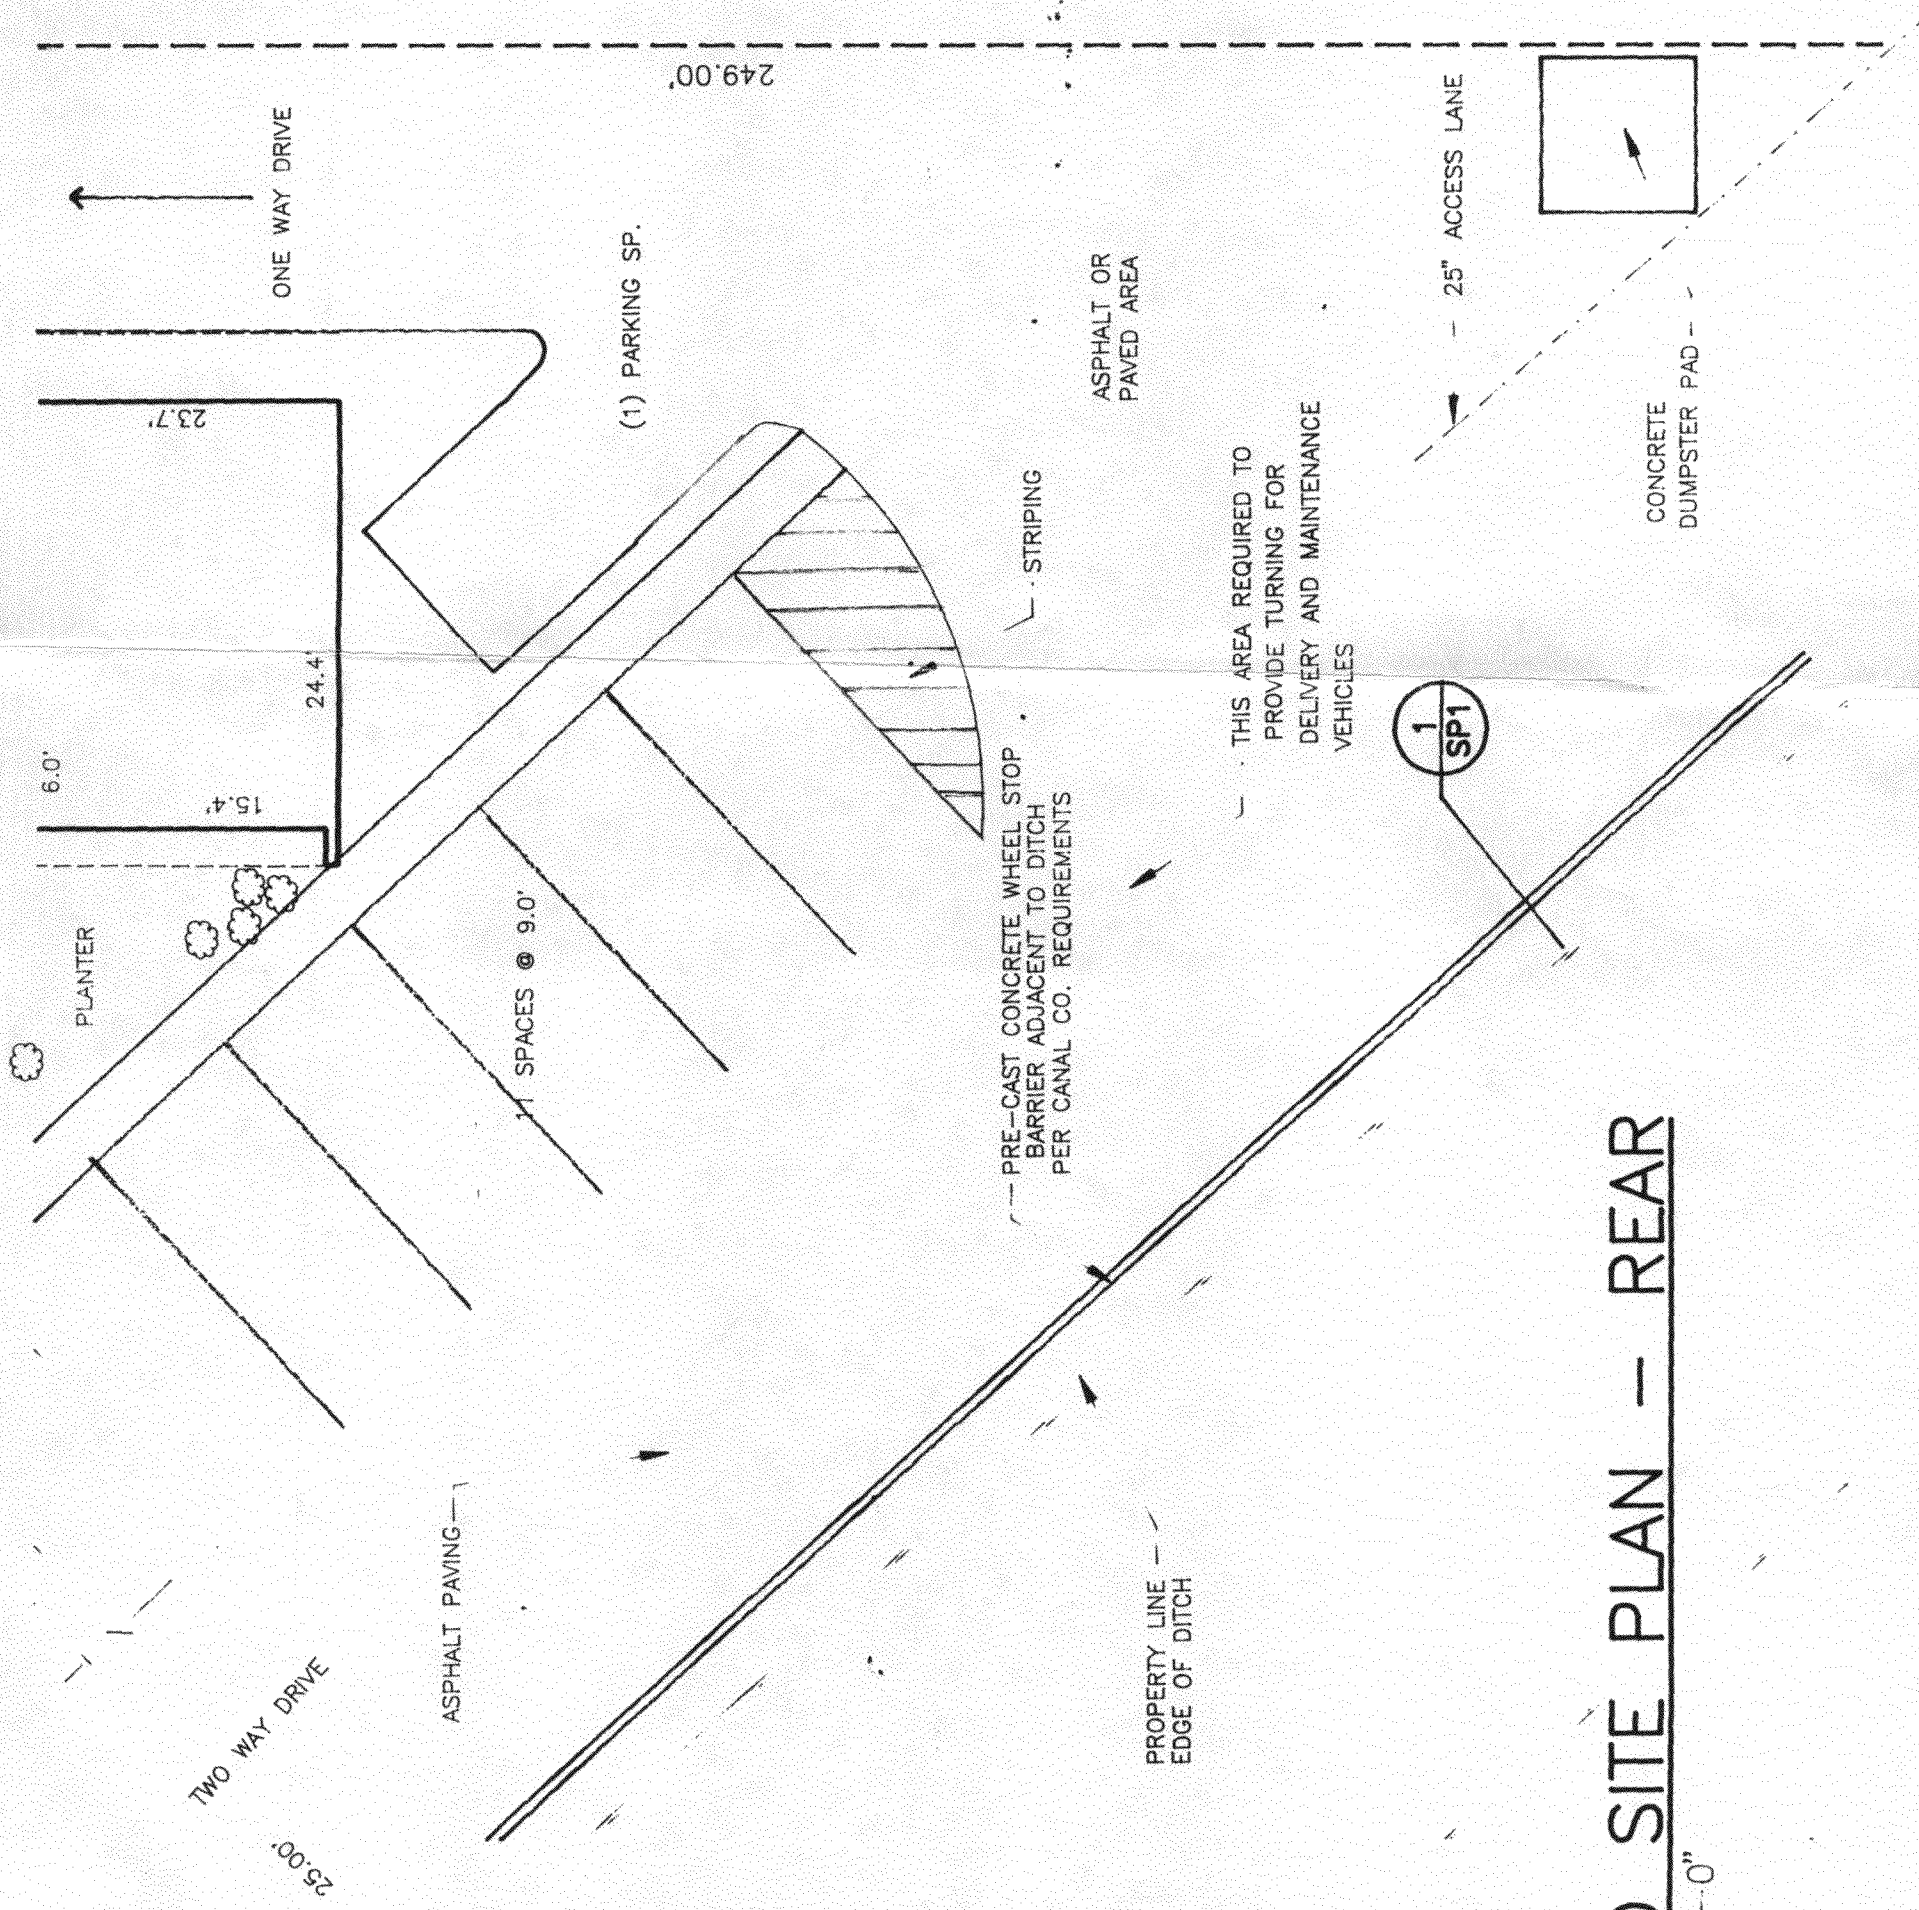 249.00'
ONE WAY DRIVE
23.7'
24.4'
6.0'
15.4'
PLANTER
(1) PARKING SP.
ASPHALT OR
PAVED AREA
25" ACCESS LANE
CONCRETE
DUMPSTER PAD
STRIPING
THIS AREA REQUIRED TO
PROVIDE TURNING FOR
DELIVERY AND MAINTENANCE
VEHICLES
1
SP1
SPACES @ 9.0'
PRE-CAST CONCRETE WHEEL STOP
BARRIER ADJACENT TO DITCH
PER CANAL CO. REQUIREMENTS
ASPHALT PAVING
TWO WAY DRIVE
25.00'
PROPERTY LINE
EDGE OF DITCH
SITE PLAN - REAR
0"